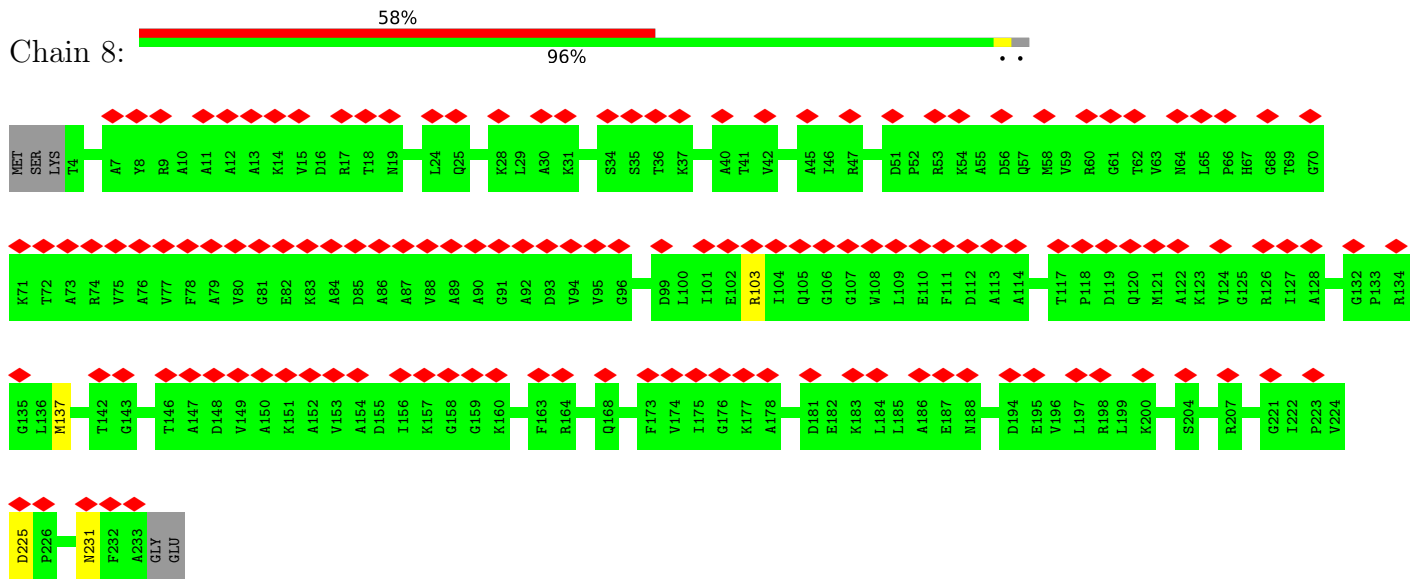 58%
Chain 8:
96%
MET SER LYS T4 A7 Y8 R9 A10 A11 A12 A13 K14 V15 D16 R17 T18 N19 L24 Q25 K28 L29 A30 K31 S34 S35 T36 K37 A40 T41 V42 A45 I46 R47 D51 P52 R53 K54 A55 D56 Q57 M58 V59 R60 G61 T62 V63 N64 L65 P66 H67 G68 T69 G70
K71 T72 A73 R74 V75 A76 V77 F78 A79 V80 G81 E82 K83 A84 D85 A86 A87 V88 A89 A90 G91 A92 D93 V94 V95 G96 D99 L100 I101 E102 R103 I104 Q105 G106 G107 W108 L109 E110 F111 D112 A113 A114 T117 P118 D119 Q120 M121 A122 K123 V124 G125 R126 I127 A128 G132 P133 R134
G135 L136 M137 T142 G143 T146 A147 D148 V149 A150 K151 A152 V153 A154 D155 I156 K157 G158 G159 K160 F163 R164 Q168 F173 V174 I175 G176 K177 A178 D181 E182 K183 L184 L185 A186 E187 N188 D194 E195 V196 L197 R198 L199 K200 S204 R207 G221 I222 P223 V224
D225 P226 N231 F232 A233 GLY GLU